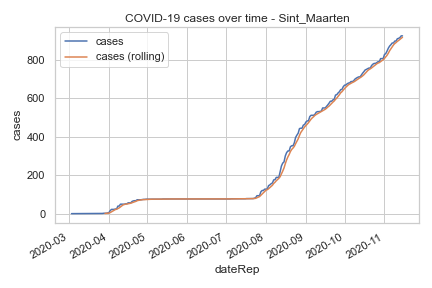 COVID-19 cases over time - Sint_Maarten
cases
cases (rolling)
cases
800
600
400
200
0
2020-03
2020-04
2020-05
2020-06
2020-07
2020-08
2020-09
2020-10
2020-11
dateRep